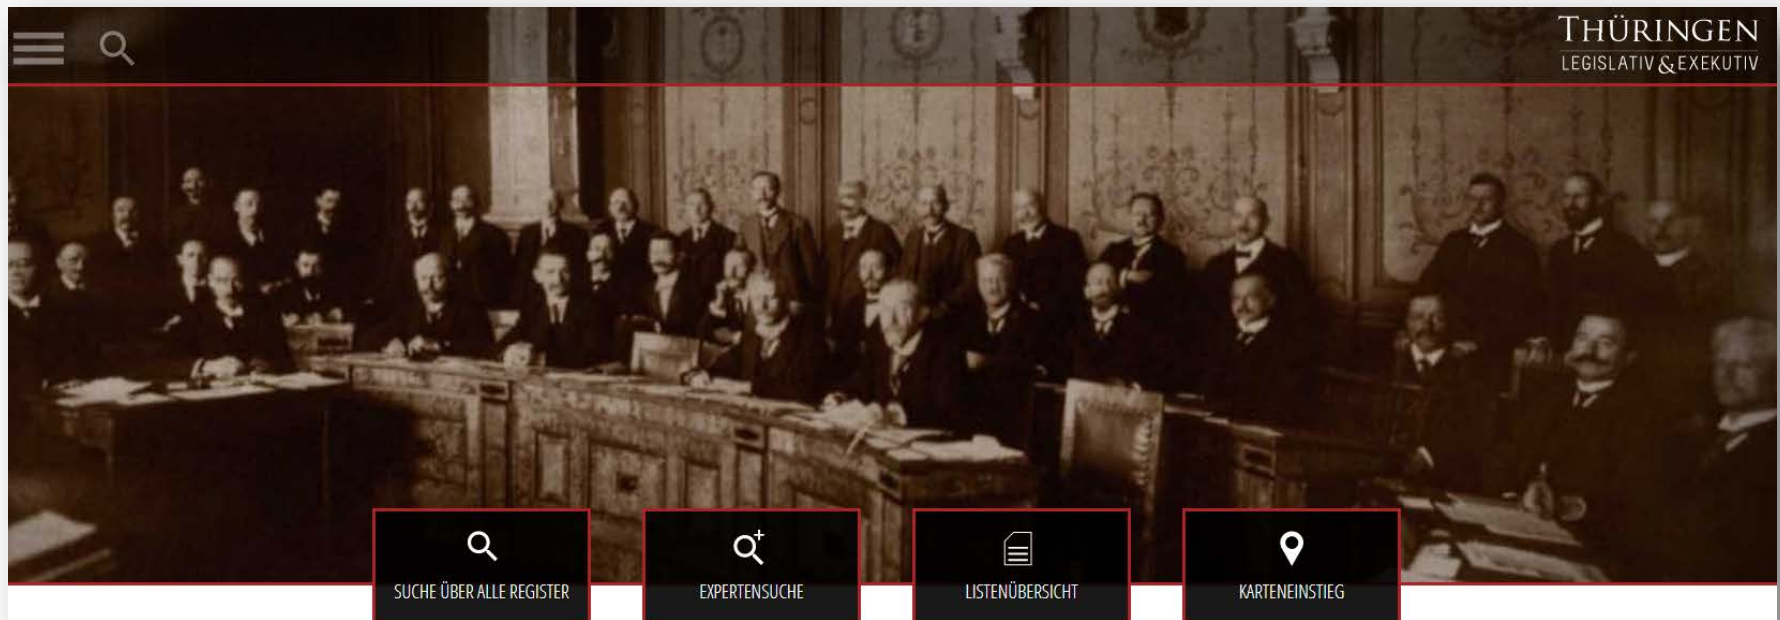 THÜRINGEN
LEGISLATIV & EXEKUTIV
SUCHE ÜBER ALLE REGISTER
EXPERTENSUCHE
LISTENÜBERSICHT
KARTENEINSTIEG